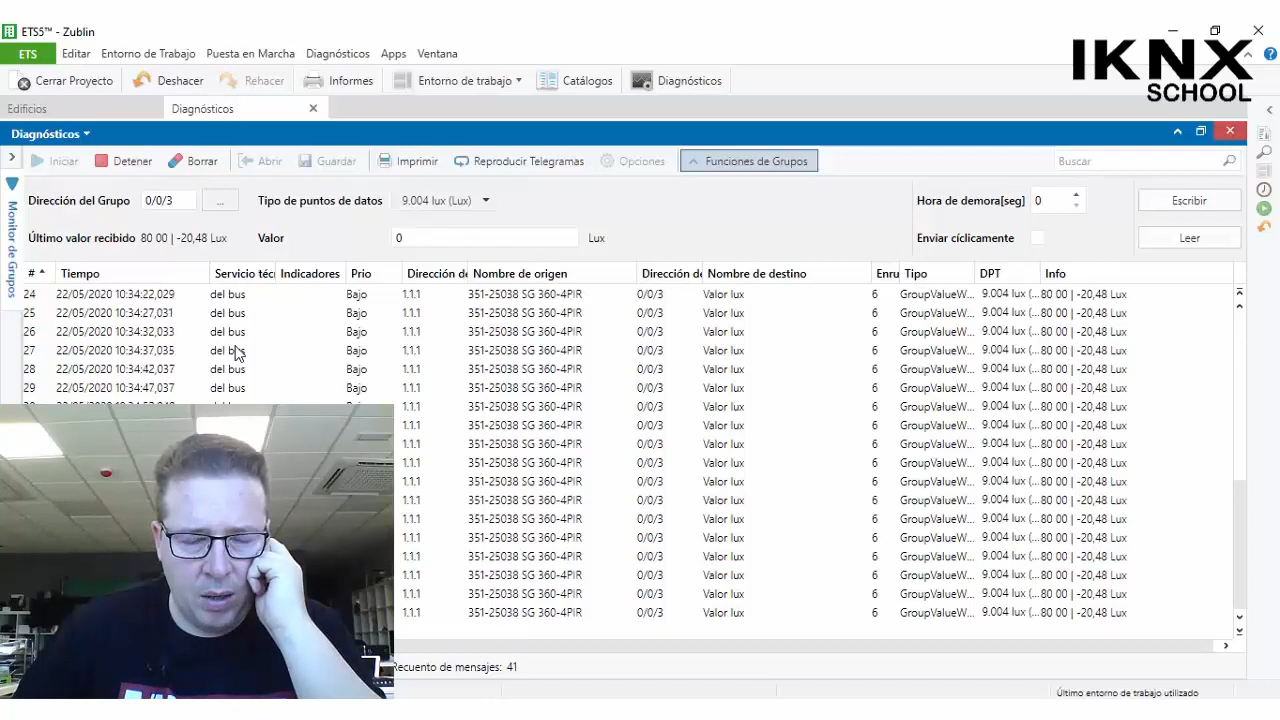 ETS5™ - Zublin
ETS Editar Entorno de Trabajo Puesta en Marcha Diagnósticos Apps Ventana
IKNX
SCHOOL
Cerrar Proyecto Deshacer Rehacer Informes Entorno de trabajo Catálogos Diagnósticos
Edificios Diagnósticos
Diagnósticos
Iniciar Detener Borrar Abrir Guardar Imprimir Reproducir Telegramas Opciones Funciones de Grupos Buscar
Monitor de Grupos
Dirección del Grupo 0/0/3 ... Tipo de puntos de datos 9.004 lux (Lux) Hora de demora[seg] 0 Escribir
Último valor recibido 80 00 | -20,48 Lux Valor 0 Lux Enviar cíclicamente Leer
# Tiempo Servicio téc Indicadores Prio Dirección de Nombre de origen Dirección de Nombre de destino Enru Tipo DPT Info
24 22/05/2020 10:34:22,029 del bus Bajo 1.1.1 351-25038 SG 360-4PIR 0/0/3 Valor lux 6 GroupValueW... 9.004 lux (... 80 00 | -20,48 Lux
25 22/05/2020 10:34:27,031 del bus Bajo 1.1.1 351-25038 SG 360-4PIR 0/0/3 Valor lux 6 GroupValueW... 9.004 lux (... 80 00 | -20,48 Lux
26 22/05/2020 10:34:32,033 del bus Bajo 1.1.1 351-25038 SG 360-4PIR 0/0/3 Valor lux 6 GroupValueW... 9.004 lux (... 80 00 | -20,48 Lux
27 22/05/2020 10:34:37,035 del bus Bajo 1.1.1 351-25038 SG 360-4PIR 0/0/3 Valor lux 6 GroupValueW... 9.004 lux (... 80 00 | -20,48 Lux
28 22/05/2020 10:34:42,037 del bus Bajo 1.1.1 351-25038 SG 360-4PIR 0/0/3 Valor lux 6 GroupValueW... 9.004 lux (... 80 00 | -20,48 Lux
29 22/05/2020 10:34:47,037 del bus Bajo 1.1.1 351-25038 SG 360-4PIR 0/0/3 Valor lux 6 GroupValueW... 9.004 lux (... 80 00 | -20,48 Lux
1.1.1 351-25038 SG 360-4PIR 0/0/3 Valor lux 6 GroupValueW... 9.004 lux (... 80 00 | -20,48 Lux
1.1.1 351-25038 SG 360-4PIR 0/0/3 Valor lux 6 GroupValueW... 9.004 lux (... 80 00 | -20,48 Lux
1.1.1 351-25038 SG 360-4PIR 0/0/3 Valor lux 6 GroupValueW... 9.004 lux (... 80 00 | -20,48 Lux
1.1.1 351-25038 SG 360-4PIR 0/0/3 Valor lux 6 GroupValueW... 9.004 lux (... 80 00 | -20,48 Lux
1.1.1 351-25038 SG 360-4PIR 0/0/3 Valor lux 6 GroupValueW... 9.004 lux (... 80 00 | -20,48 Lux
1.1.1 351-25038 SG 360-4PIR 0/0/3 Valor lux 6 GroupValueW... 9.004 lux (... 80 00 | -20,48 Lux
1.1.1 351-25038 SG 360-4PIR 0/0/3 Valor lux 6 GroupValueW... 9.004 lux (... 80 00 | -20,48 Lux
1.1.1 351-25038 SG 360-4PIR 0/0/3 Valor lux 6 GroupValueW... 9.004 lux (... 80 00 | -20,48 Lux
1.1.1 351-25038 SG 360-4PIR 0/0/3 Valor lux 6 GroupValueW... 9.004 lux (... 80 00 | -20,48 Lux
1.1.1 351-25038 SG 360-4PIR 0/0/3 Valor lux 6 GroupValueW... 9.004 lux (... 80 00 | -20,48 Lux
1.1.1 351-25038 SG 360-4PIR 0/0/3 Valor lux 6 GroupValueW... 9.004 lux (... 80 00 | -20,48 Lux
1.1.1 351-25038 SG 360-4PIR 0/0/3 Valor lux 6 GroupValueW... 9.004 lux (... 80 00 | -20,48 Lux
Recuento de mensajes: 41
Último entorno de trabajo utilizado